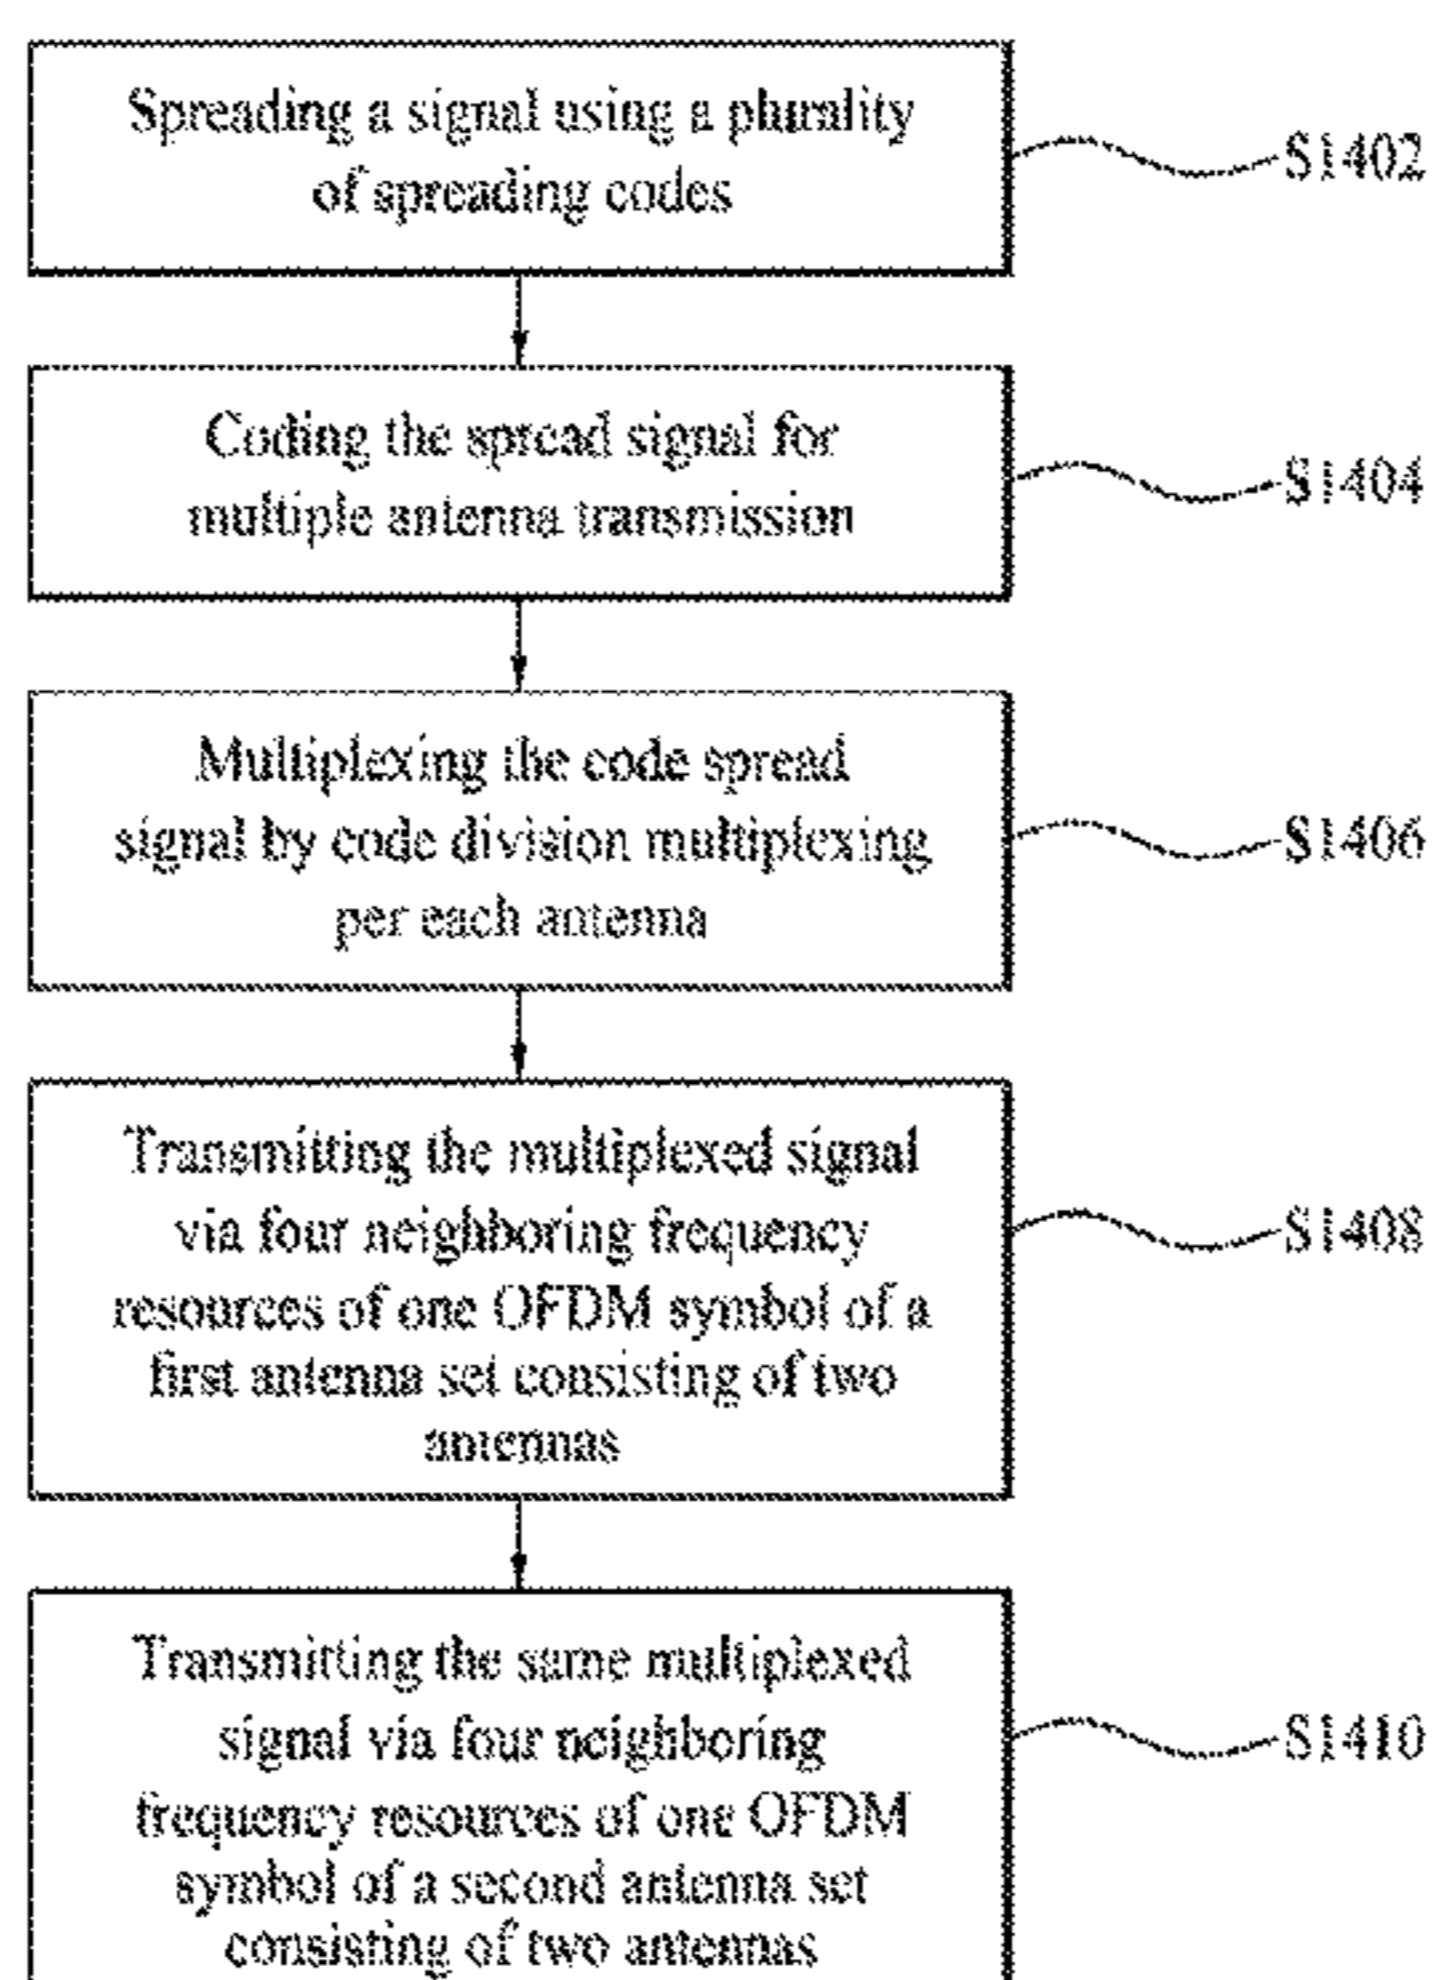 Spreading a signal using a plurality
of spreading codes
S1402
Coding the spread signal for
multiple antenna transmission
S1404
Multiplexing the code spread
signal by code division multiplexing
per each antenna
S1406
Transmitting the multiplexed signal
via four neighboring frequency
resources of one OFDM symbol of a
first antenna set consisting of two
antennas
S1408
Transmitting the same multiplexed
signal via four neighboring
frequency resources of one OFDM
symbol of a second antenna set
consisting of two antennas
S1410